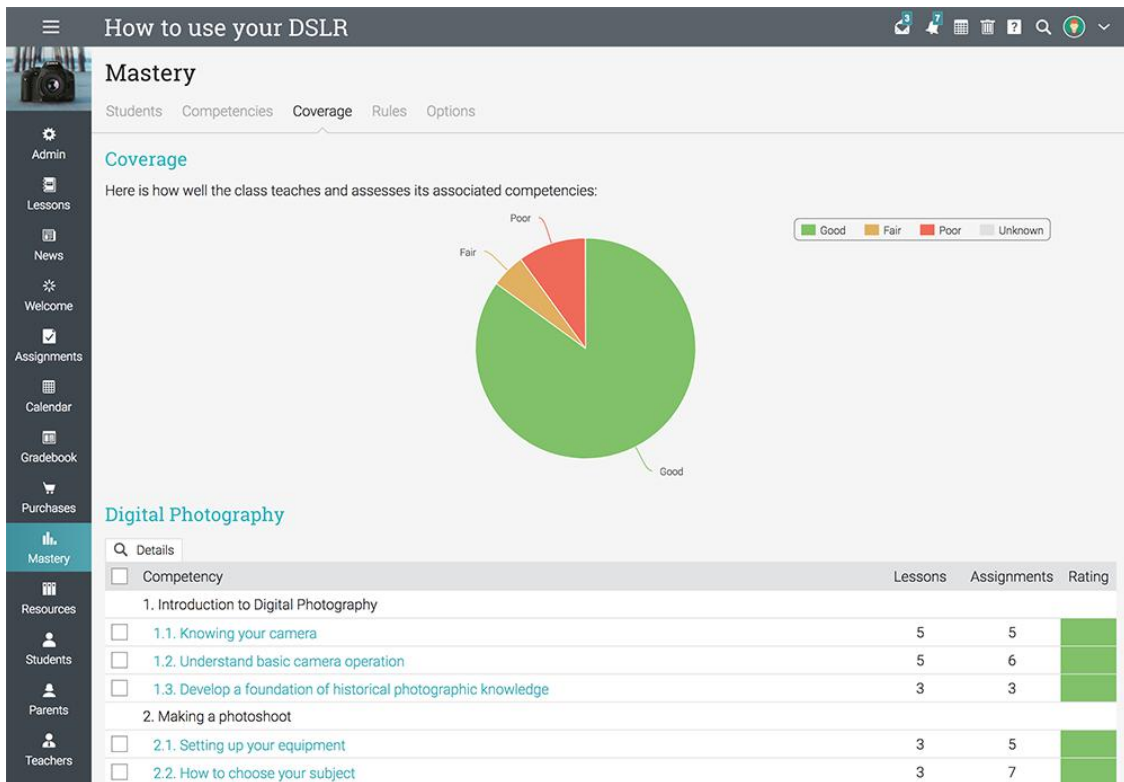 How to use your DSLR
3
7
?
Mastery
Students Competencies Coverage Rules Options
Admin
Lessons
News
Welcome
Assignments
Calendar
Gradebook
Purchases
Mastery
Resources
Students
Parents
Teachers
Coverage
Here is how well the class teaches and assesses its associated competencies:
Good Fair Poor Unknown
Poor
Fair
Good
Digital Photography
Details
Competency Lessons Assignments Rating
1. Introduction to Digital Photography
1.1. Knowing your camera 5 5
1.2. Understand basic camera operation 5 6
1.3. Develop a foundation of historical photographic knowledge 3 3
2. Making a photoshoot
2.1. Setting up your equipment 3 5
2.2. How to choose your subject 3 7